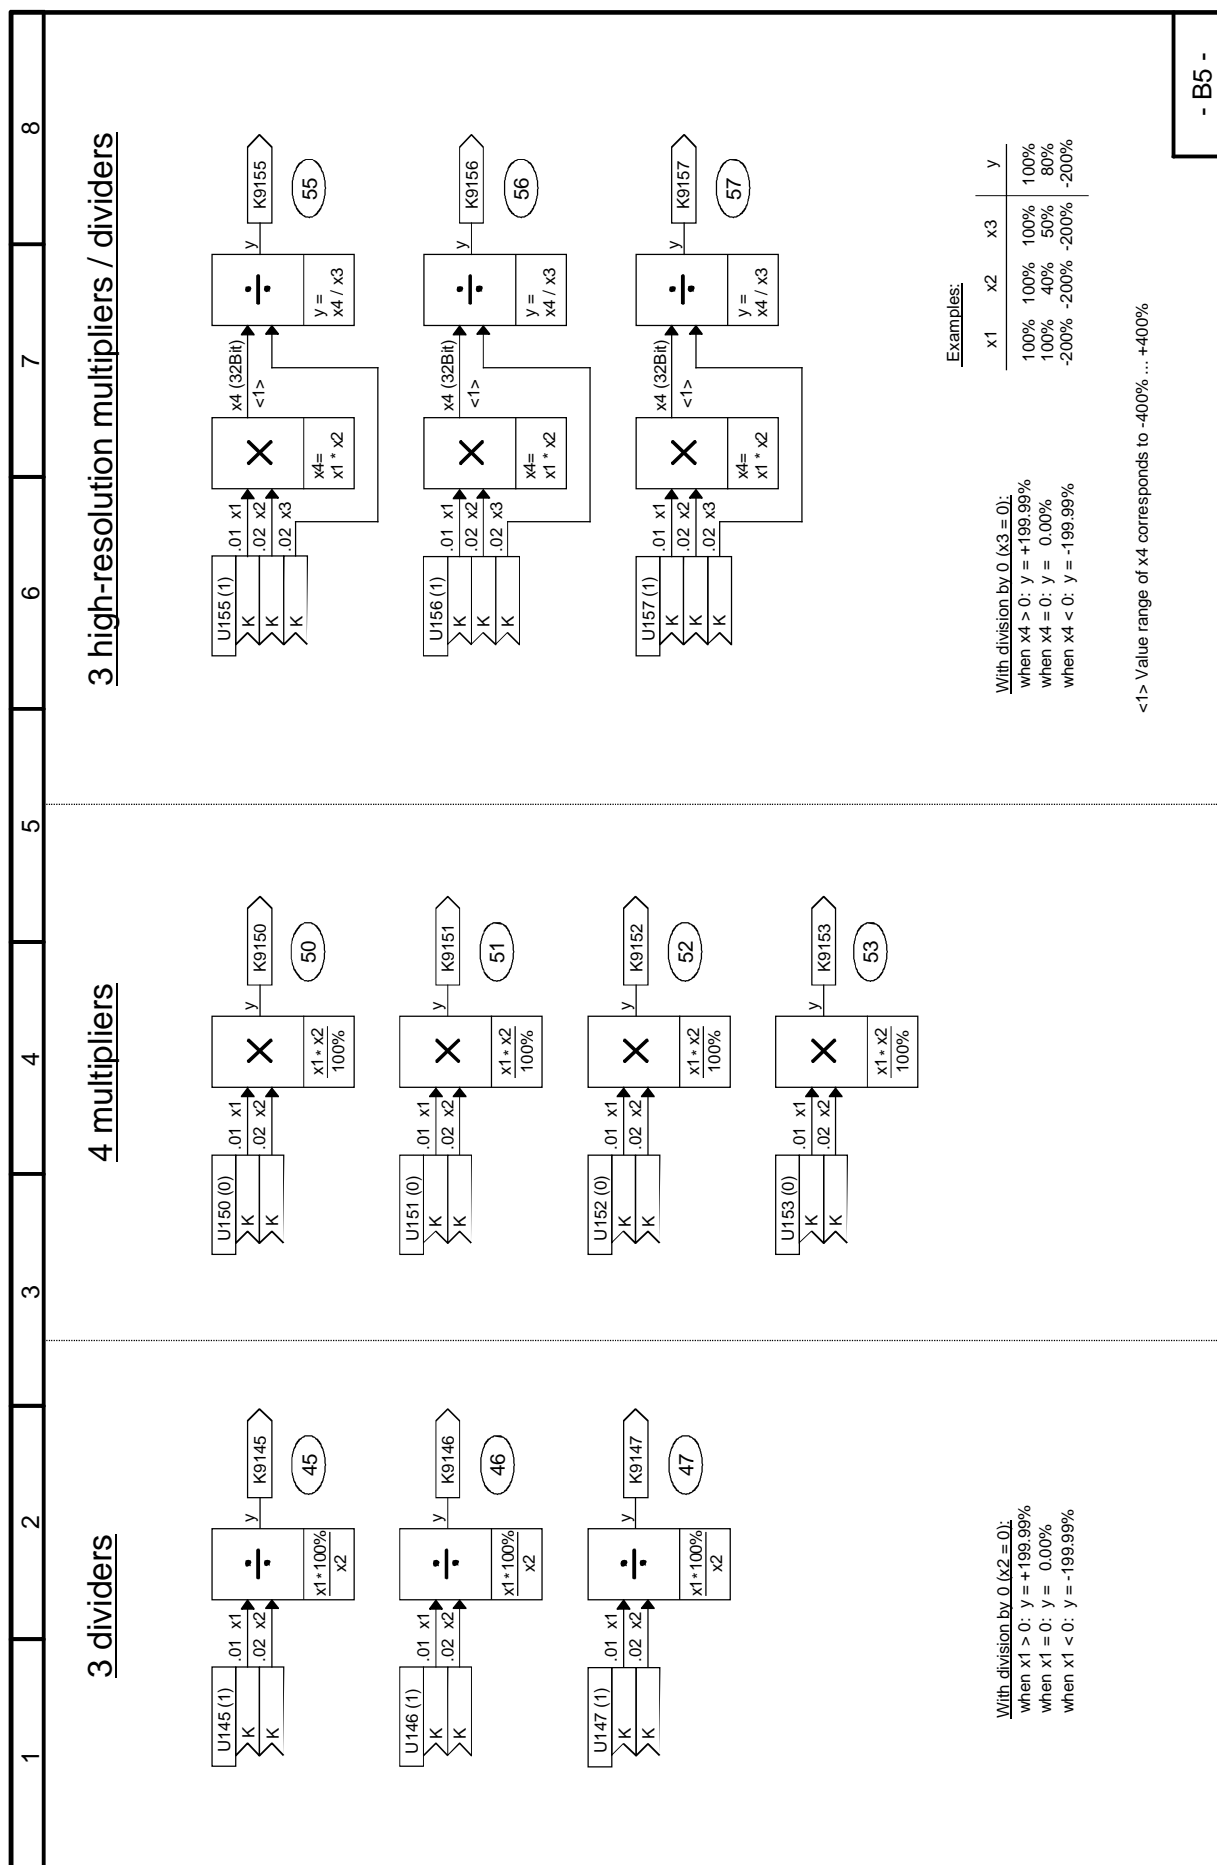 1 2 3 4 5 6 7 8
3 dividers
U145 (1)
K
K
.01 x1
.02 x2
x1*100%
x2
y
K9145
45
U146 (1)
K
K
.01 x1
.02 x2
x1*100%
x2
y
K9146
46
U147 (1)
K
K
.01 x1
.02 x2
x1*100%
x2
y
K9147
47
With division by 0 (x2 = 0):
when x1 > 0: y = +199.99%
when x1 = 0: y = 0.00%
when x1 < 0: y = -199.99%
4 multipliers
U150 (0)
K
K
.01 x1
.02 x2
x1 * x2
100%
y
K9150
50
U151 (0)
K
K
.01 x1
.02 x2
x1 * x2
100%
y
K9151
51
U152 (0)
K
K
.01 x1
.02 x2
x1 * x2
100%
y
K9152
52
U153 (0)
K
K
.01 x1
.02 x2
x1 * x2
100%
y
K9153
53
3 high-resolution multipliers / dividers
U155 (1)
K
K
K
.01 x1
.02 x2
.02 x3
x4=
x1 * x2
x4 (32Bit)
<1>
y =
x4 / x3
y
K9155
55
U156 (1)
K
K
K
.01 x1
.02 x2
.02 x3
x4=
x1 * x2
x4 (32Bit)
<1>
y =
x4 / x3
y
K9156
56
U157 (1)
K
K
K
.01 x1
.02 x2
.02 x3
x4=
x1 * x2
x4 (32Bit)
<1>
y =
x4 / x3
y
K9157
57
With division by 0 (x3 = 0):
when x4 > 0: y = +199.99%
when x4 = 0: y = 0.00%
when x4 < 0: y = -199.99%
Examples:
x1 x2 x3 y
100% 100% 100% 100%
100% 40% 50% 80%
-200% -200% -200% -200%
<1> Value range of x4 corresponds to -400% ... +400%
- B5 -